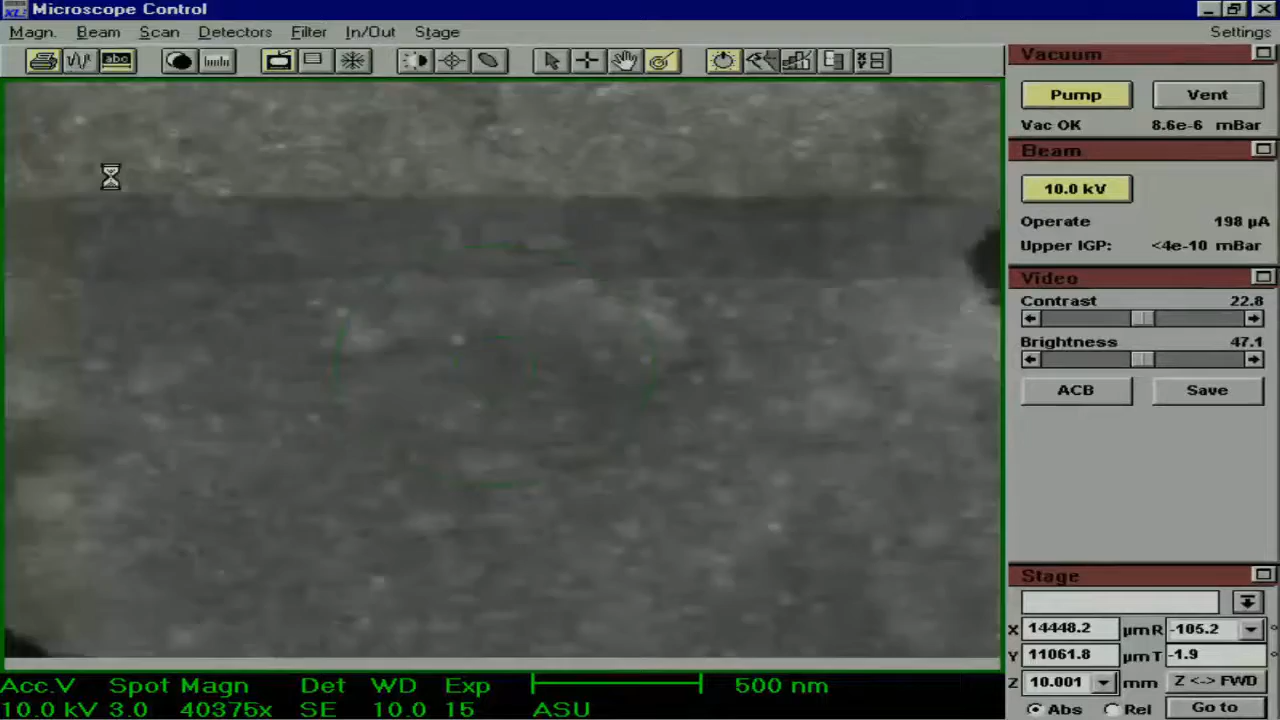 XL Microscope Control
Magn. Beam Scan Detectors Filter In/Out Stage Settings
abc
Vacuum
Pump Vent
Vac OK 8.6e-6 mBar
Beam
10.0 kV
Operate 198 µA
Upper IGP: <4e-10 mBar
Video
Contrast 22.8
Brightness 47.1
ACB Save
Stage
X 14448.2 µm R -105.2 °
Y 11061.8 µm T -1.9 °
Z 10.001 mm Z <-> FWD
Abs Rel Go to
Acc.V Spot Magn Det WD Exp 500 nm
10.0 kV 3.0 40375x SE 10.0 15 ASU